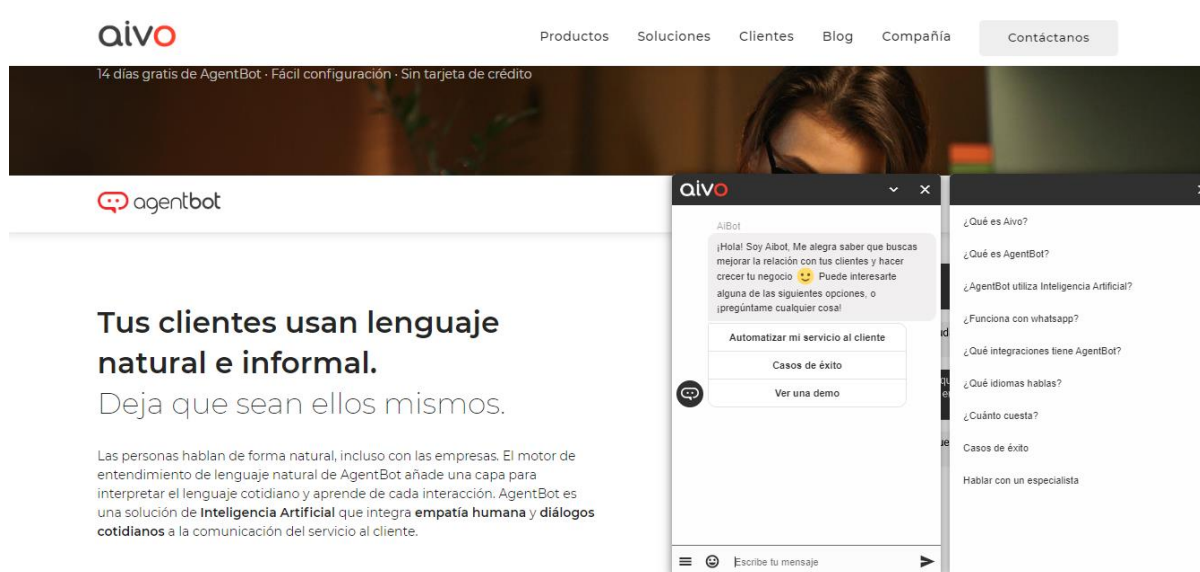 aivo
Productos Soluciones Clientes Blog Compañía Contáctanos
14 días gratis de AgentBot · Fácil configuración · Sin tarjeta de crédito
agentbot
Tus clientes usan lenguaje
natural e informal.
Deja que sean ellos mismos.
Las personas hablan de forma natural, incluso con las empresas. El motor de
entendimiento de lenguaje natural de AgentBot añade una capa para
interpretar el lenguaje cotidiano y aprende de cada interacción. AgentBot es
una solución de Inteligencia Artificial que integra empatía humana y diálogos
cotidianos a la comunicación del servicio al cliente.
aivo
AiBot
¡Hola! Soy Aibot, Me alegra saber que buscas
mejorar la relación con tus clientes y hacer
crecer tu negocio 🙂 Puede interesarte
alguna de las siguientes opciones, o
¡pregúntame cualquier cosa!
Automatizar mi servicio al cliente
Casos de éxito
Ver una demo
Escribe tu mensaje
¿Qué es Aivo?
¿Qué es AgentBot?
¿AgentBot utiliza Inteligencia Artificial?
¿Funciona con whatsapp?
¿Qué integraciones tiene AgentBot?
¿Qué idiomas hablas?
¿Cuánto cuesta?
Casos de éxito
Hablar con un especialista